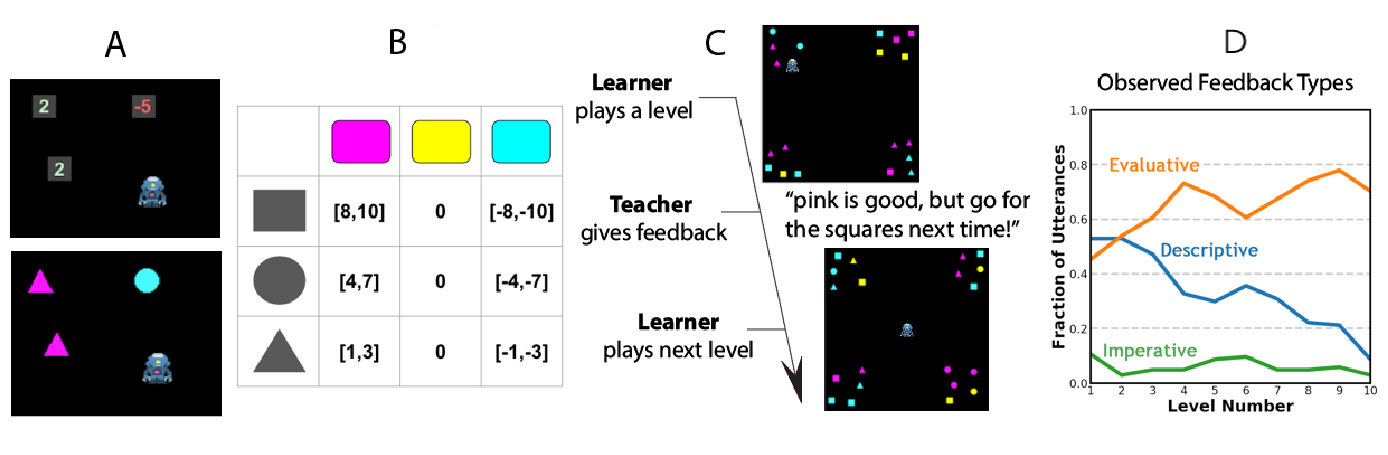 A
2
-5
2
B
[8,10] 0 [-8,-10]
[4,7] 0 [-4,-7]
[1,3] 0 [-1,-3]
C
Learner
plays a level
Teacher
gives feedback
“pink is good, but go for
the squares next time!”
Learner
plays next level
D
Observed Feedback Types
Fraction of Utterances
1.0
0.8
0.6
0.4
0.2
0.0
Evaluative
Descriptive
Imperative
1 2 3 4 5 6 7 8 9 10
Level Number